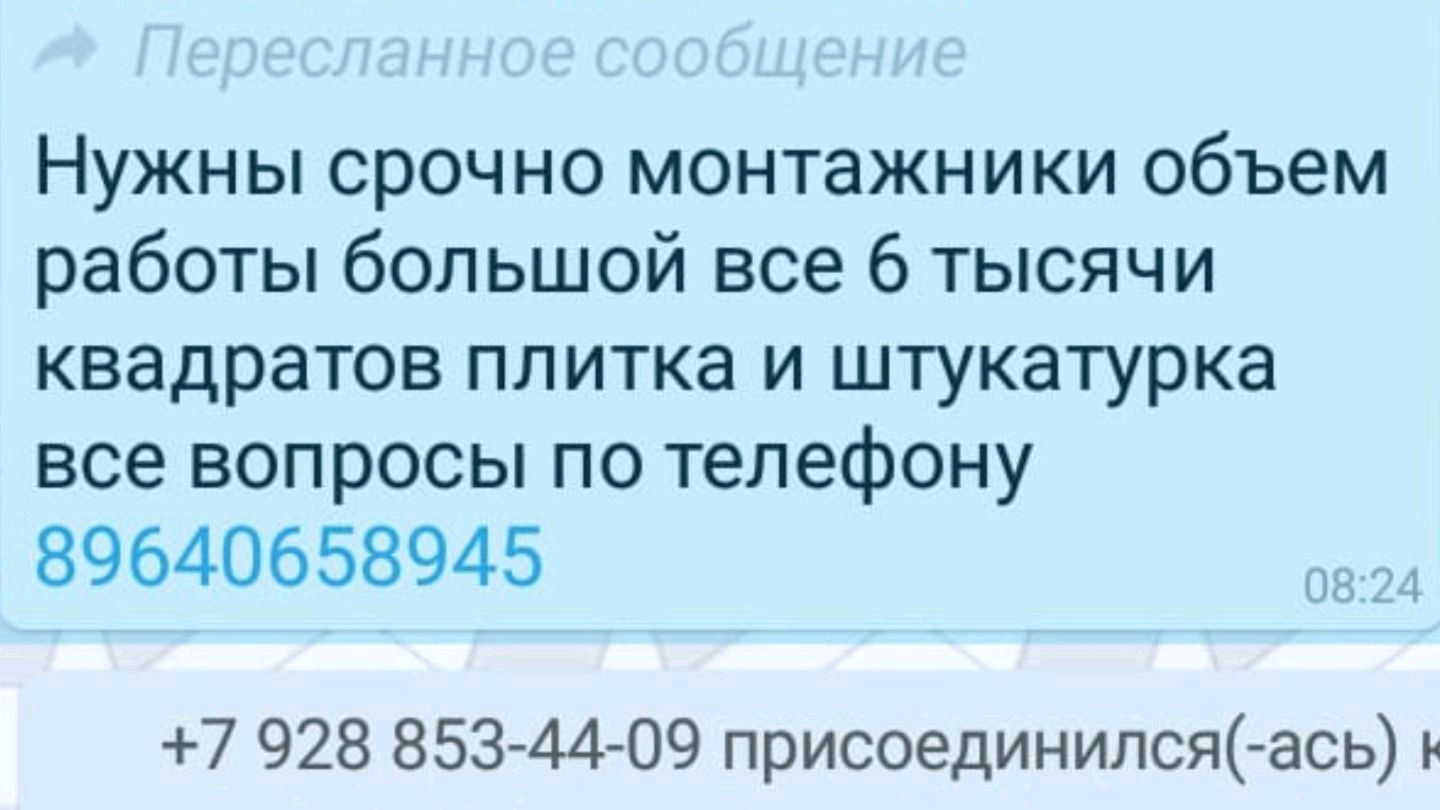 Пересланное сообщение
Нужны срочно монтажники объем
работы большой все 6 тысячи
квадратов плитка и штукатурка
все вопросы по телефону
89640658945
08:24
+7 928 853-44-09 присоединился(-ась) к